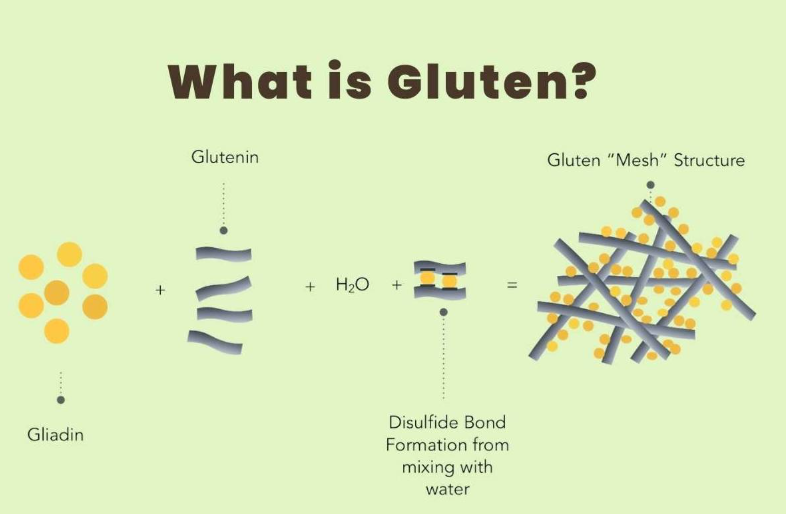 What is Gluten?
Glutenin
Gluten “Mesh” Structure
+
+ H₂O + =
Gliadin
Disulfide Bond
Formation from
mixing with
water